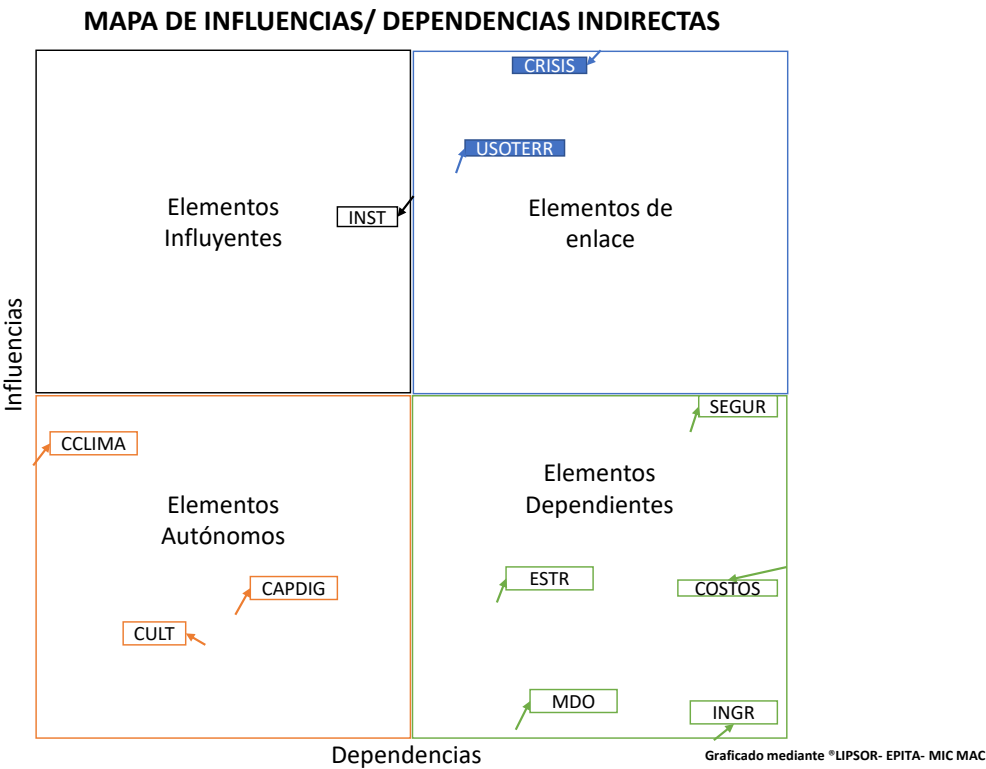 MAPA DE INFLUENCIAS/ DEPENDENCIAS INDIRECTAS
CRISIS
USOTERR
Elementos
Influyentes
INST
Elementos de
enlace
Influencias
SEGUR
CCLIMA
Elementos
Dependientes
Elementos
Autónomos
ESTR
CAPDIG
COSTOS
CULT
MDO
INGR
Dependencias
Graficado mediante ®LIPSOR- EPITA- MIC MAC